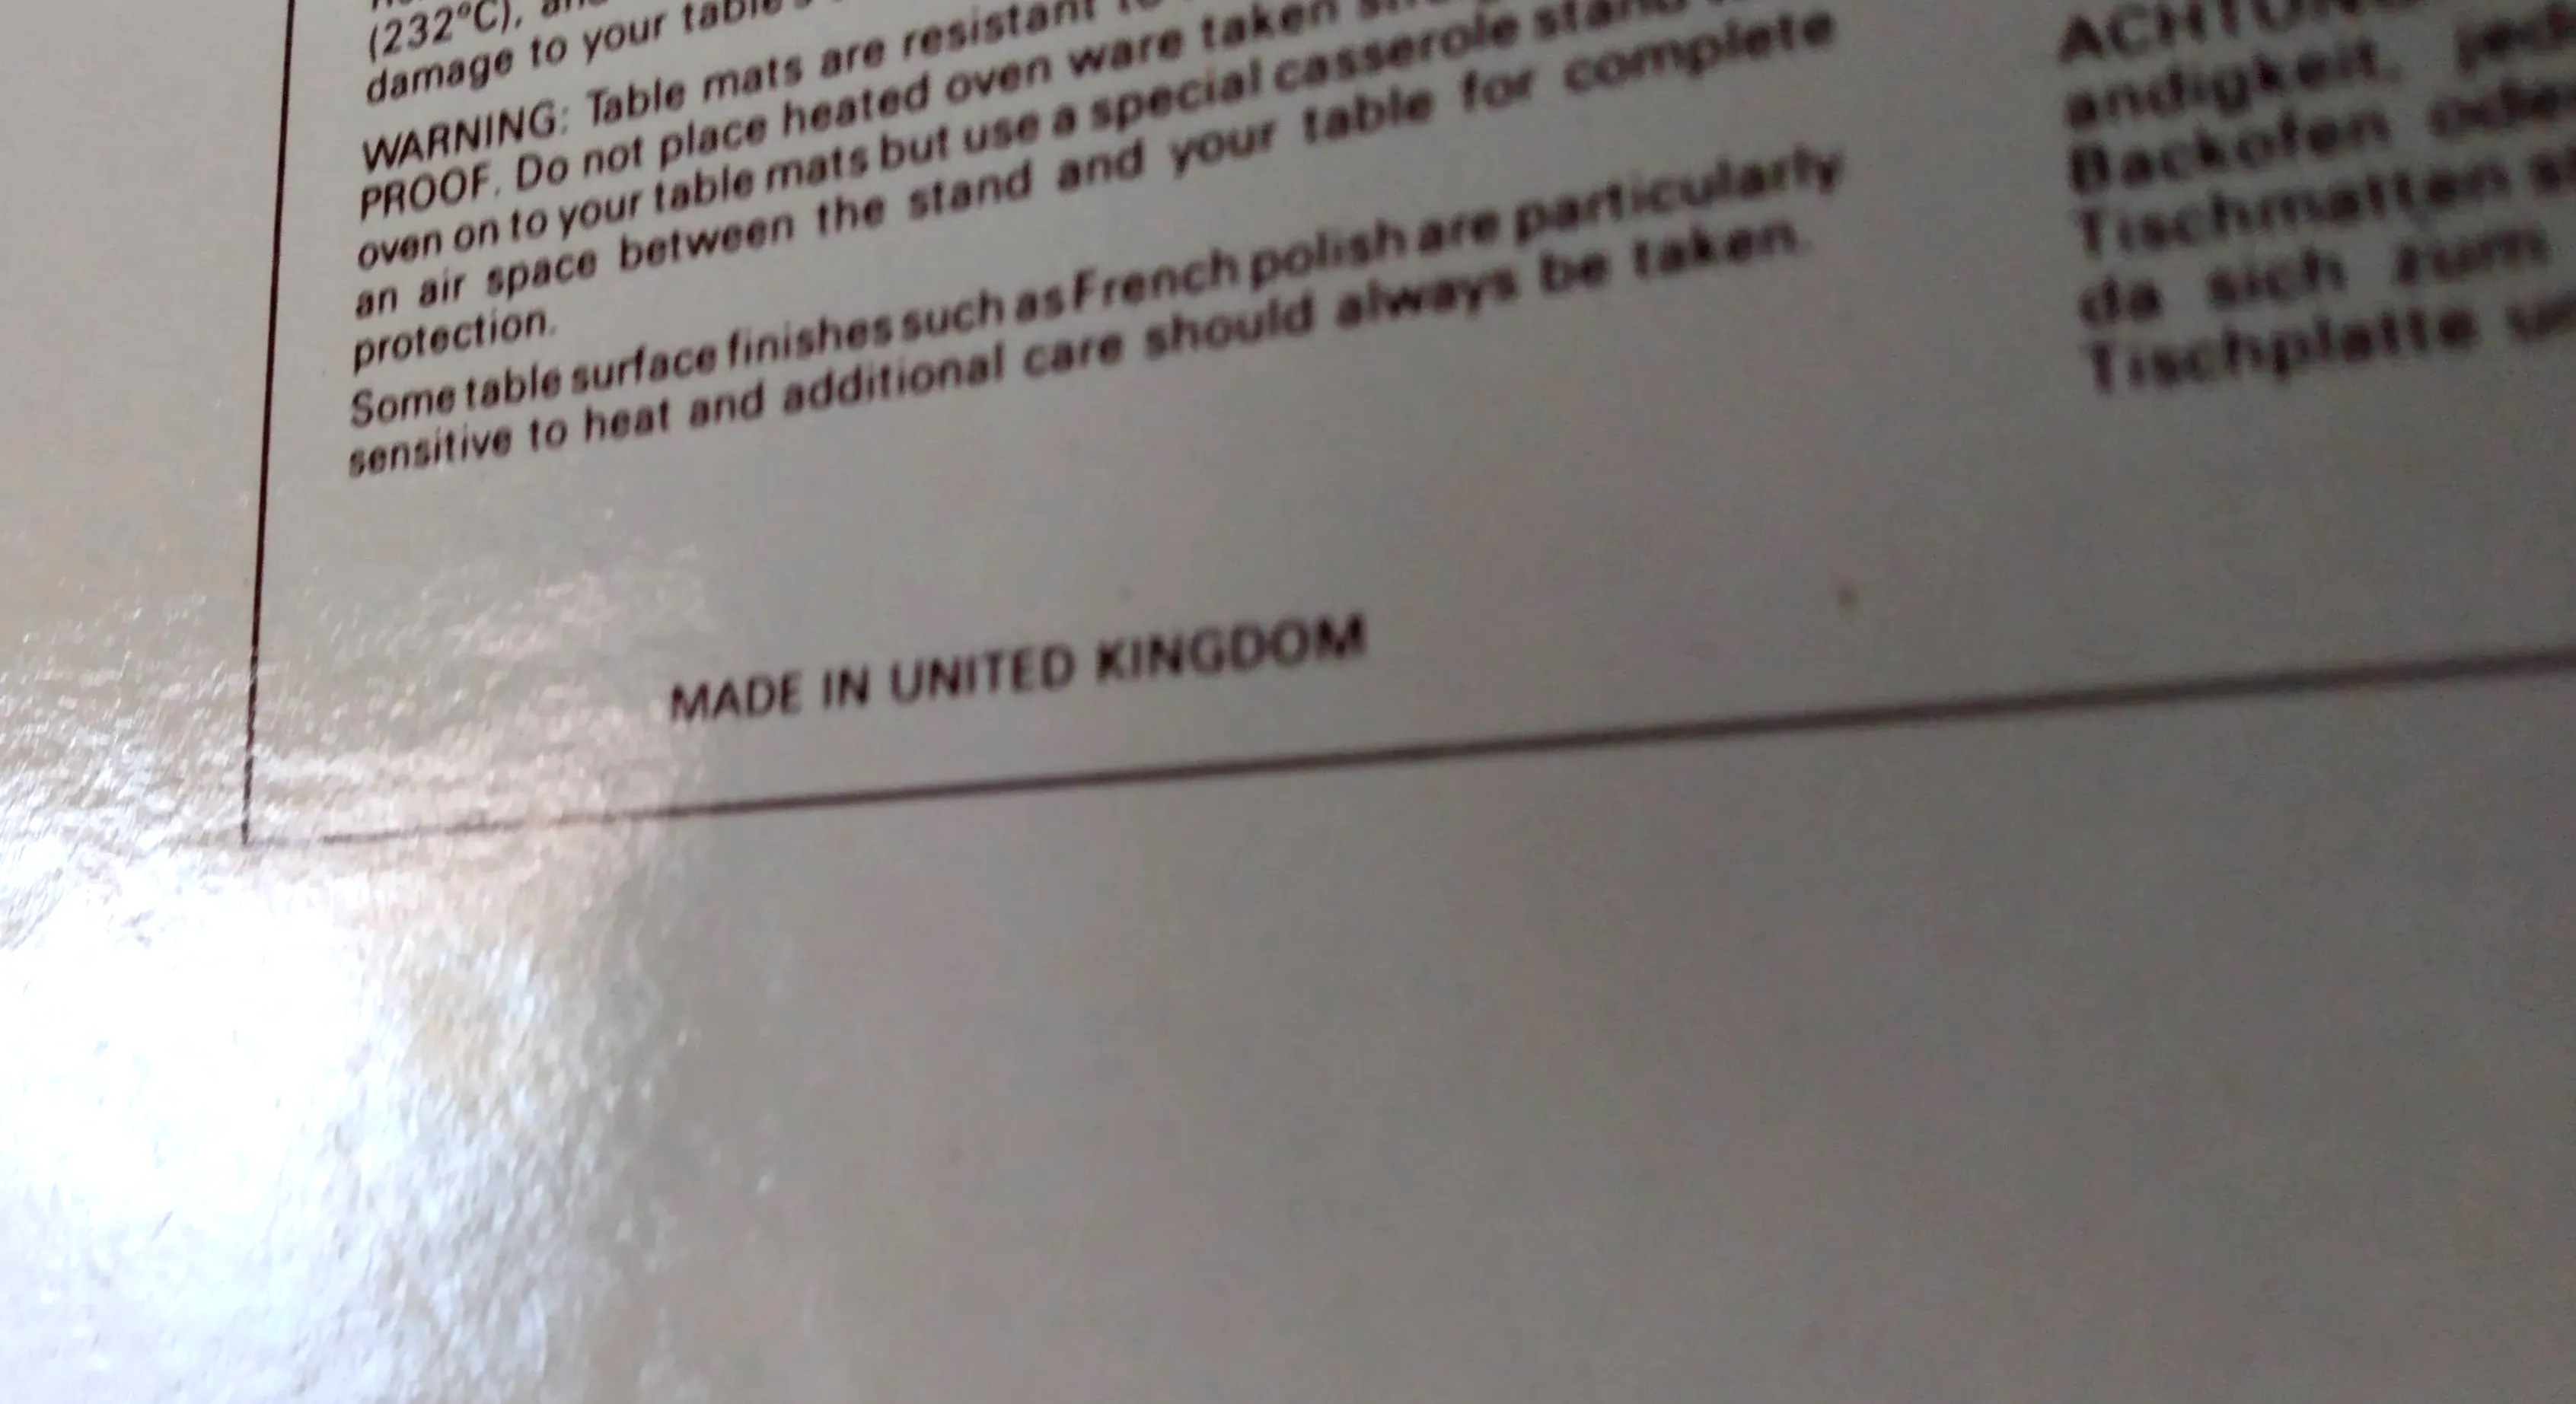 (232°C),
damage to your table
WARNING: Table mats are resistant
PROOF. Do not place heated oven ware taken
oven on to your table mats but use a special casserole stand
an air space between the stand and your table for complete
protection.
Some table surface finishes such as French polish are particularly
sensitive to heat and additional care should always be taken.
MADE IN UNITED KINGDOM
andigkeit,
Backofen
Tischmatten
da sich zum
Tischplatte